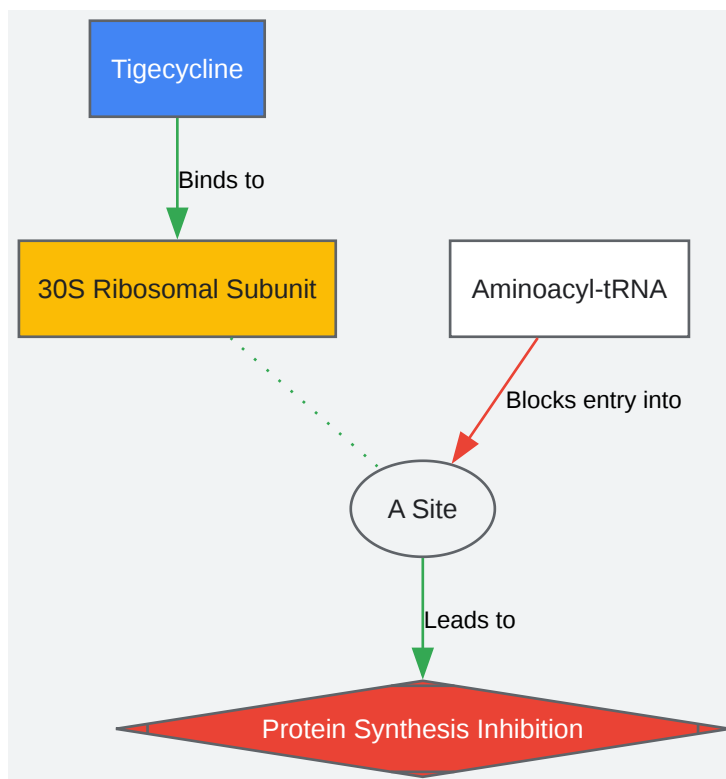 Tigecycline
Binds to
30S Ribosomal Subunit
Aminoacyl-tRNA
Blocks entry into
A Site
Leads to
Protein Synthesis Inhibition